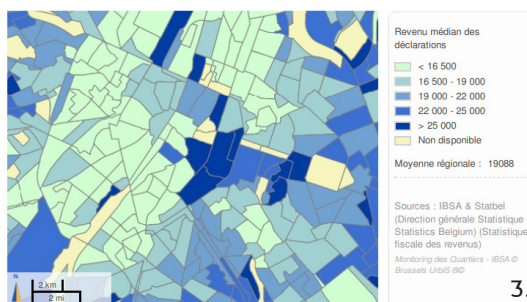 Revenu médian des
déclarations
< 16 500
16 500 - 19 000
19 000 - 22 000
22 000 - 25 000
> 25 000
Non disponible
Moyenne régionale : 19088
Sources : IBSA & Statbel
(Direction générale Statistique
Statistics Belgium) (Statistique
fiscale des revenus)
Monitoring des Quartiers - IBSA ©
Brussels UrbIS ®©
N
2 km
2 mi
3.